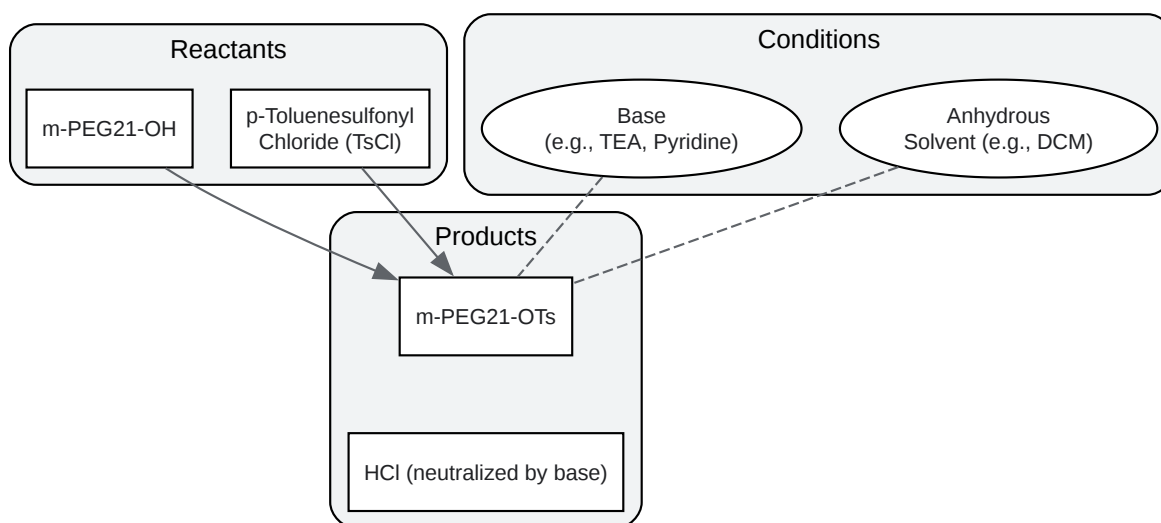 Reactants
m-PEG21-OH
p-Toluenesulfonyl
Chloride (TsCl)
Conditions
Base
(e.g., TEA, Pyridine)
Anhydrous
Solvent (e.g., DCM)
Products
m-PEG21-OTs
HCl (neutralized by base)